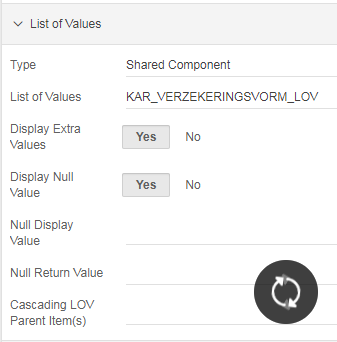 List of Values
Type Shared Component
List of Values KAR_VERZEKERINGSVORM_LOV
Display Extra Values Yes No
Display Null Value Yes No
Null Display Value
Null Return Value
Cascading LOV Parent Item(s)